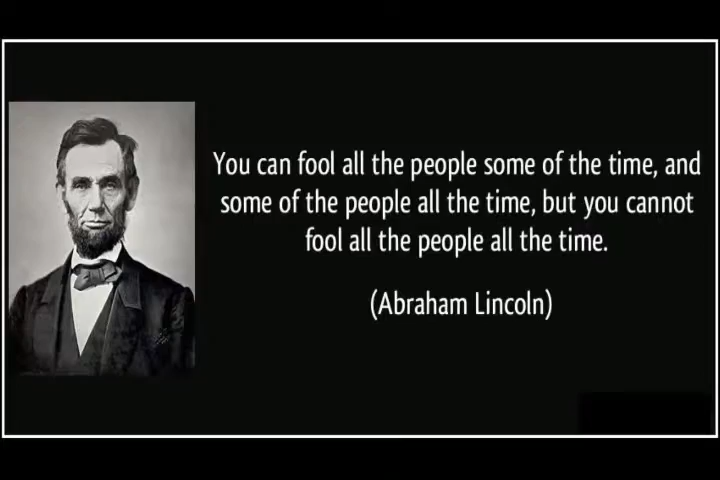 You can fool all the people some of the time, and
some of the people all the time, but you cannot
fool all the people all the time.
(Abraham Lincoln)